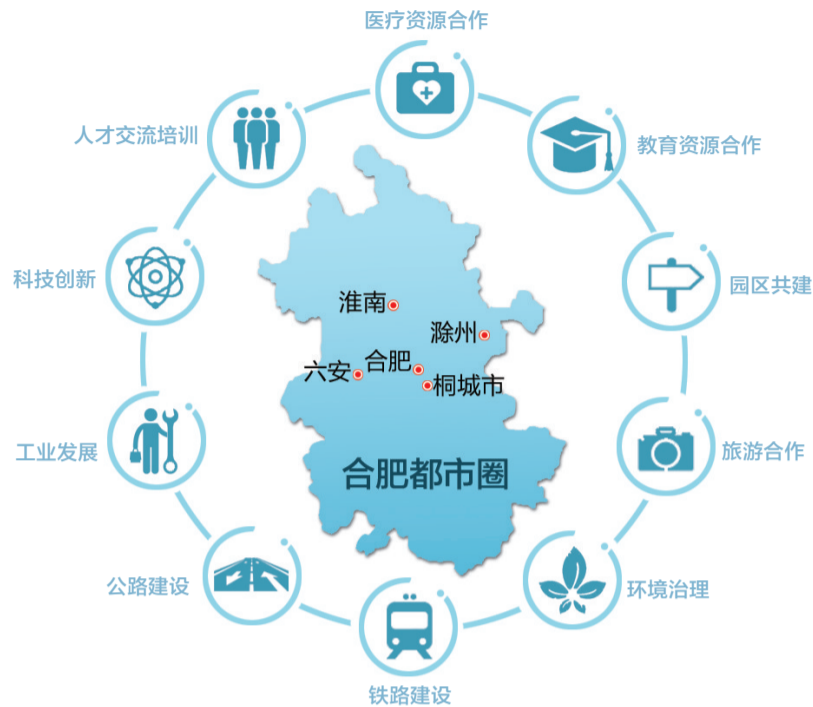 医疗资源合作
人才交流培训
教育资源合作
科技创新
园区共建
淮南
滁州
六安
合肥
桐城市
工业发展
旅游合作
合肥都市圈
公路建设
环境治理
铁路建设